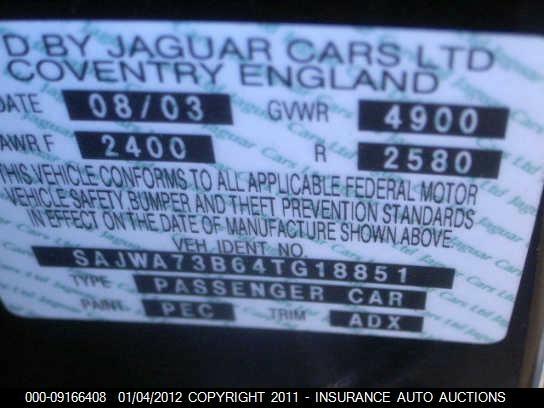 D BY JAGUAR CARS LTD
COVENTRY ENGLAND
DATE 08/03 GVWR 4900
AWR F 2400 R 2580
THIS VEHICLE CONFORMS TO ALL APPLICABLE FEDERAL MOTOR
VEHICLE SAFETY BUMPER AND THEFT PREVENTION STANDARDS
IN EFFECT ON THE DATE OF MANUFACTURE SHOWN ABOVE
VEH IDENT NO.
SAJWA73B64TG18851
TYPE PASSENGER CAR
PAINT PEC TRIM ADX
000-09166408 01/04/2012 COPYRIGHT 2011 - INSURANCE AUTO AUCTIONS